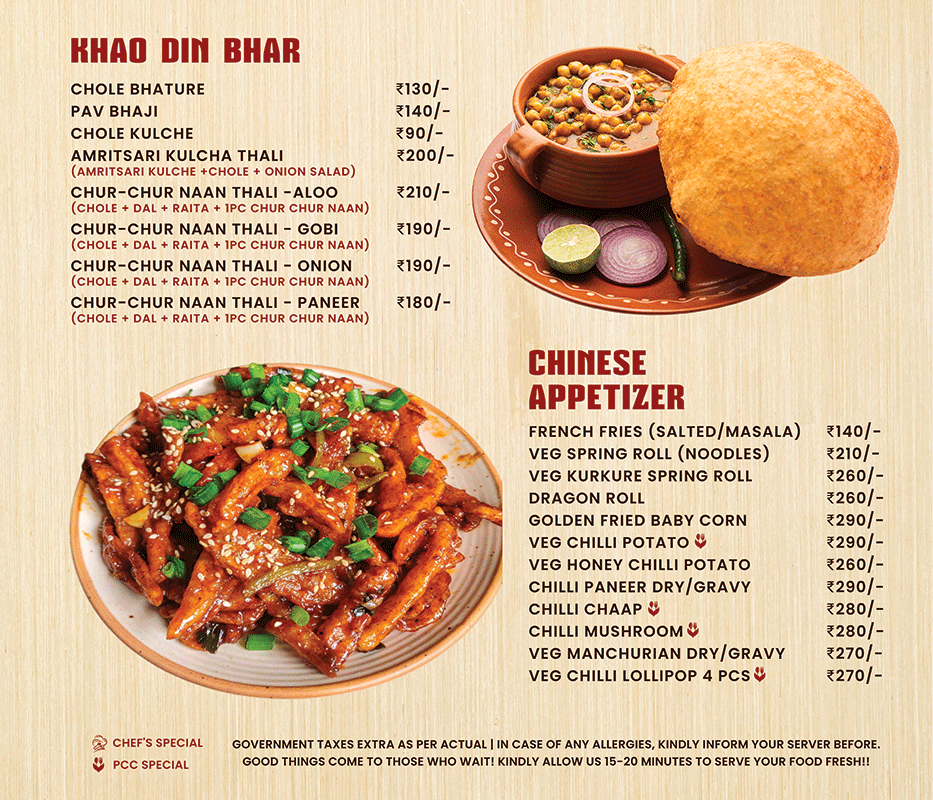 KHAO DIN BHAR
CHOLE BHATURE ₹130/-
PAV BHAJI ₹140/-
CHOLE KULCHE ₹90/-
AMRITSARI KULCHA THALI ₹200/-
(AMRITSARI KULCHE +CHOLE + ONION SALAD)
CHUR-CHUR NAAN THALI -ALOO ₹210/-
(CHOLE + DAL + RAITA + 1PC CHUR CHUR NAAN)
CHUR-CHUR NAAN THALI - GOBI ₹190/-
(CHOLE + DAL + RAITA + 1PC CHUR CHUR NAAN)
CHUR-CHUR NAAN THALI - ONION ₹190/-
(CHOLE + DAL + RAITA + 1PC CHUR CHUR NAAN)
CHUR-CHUR NAAN THALI - PANEER ₹180/-
(CHOLE + DAL + RAITA + 1PC CHUR CHUR NAAN)
CHINESE
APPETIZER
FRENCH FRIES (SALTED/MASALA) ₹140/-
VEG SPRING ROLL (NOODLES) ₹210/-
VEG KURKURE SPRING ROLL ₹260/-
DRAGON ROLL ₹260/-
GOLDEN FRIED BABY CORN ₹290/-
VEG CHILLI POTATO ₹290/-
VEG HONEY CHILLI POTATO ₹260/-
CHILLI PANEER DRY/GRAVY ₹290/-
CHILLI CHAAP ₹280/-
CHILLI MUSHROOM ₹280/-
VEG MANCHURIAN DRY/GRAVY ₹270/-
VEG CHILLI LOLLIPOP 4 PCS ₹270/-
CHEF'S SPECIAL
PCC SPECIAL
GOVERNMENT TAXES EXTRA AS PER ACTUAL | IN CASE OF ANY ALLERGIES, KINDLY INFORM YOUR SERVER BEFORE.
GOOD THINGS COME TO THOSE WHO WAIT! KINDLY ALLOW US 15-20 MINUTES TO SERVE YOUR FOOD FRESH!!